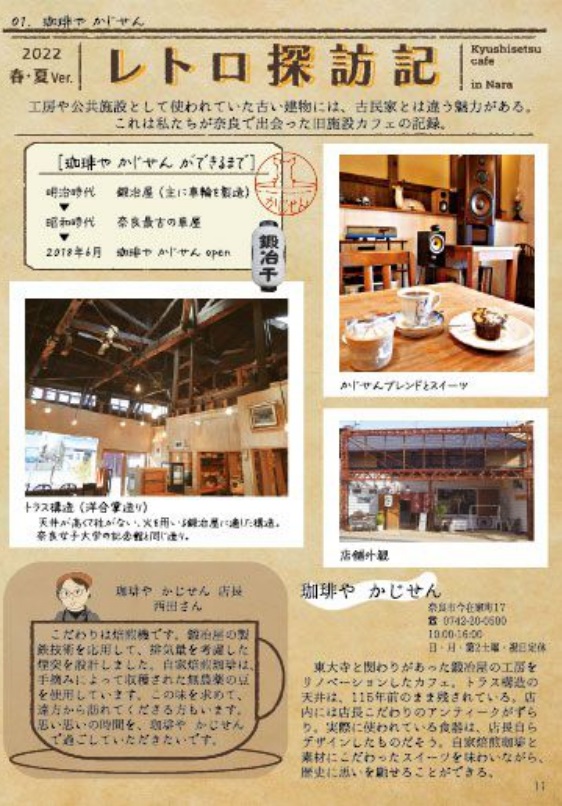 01. 珈琲や かじせん
2022
春・夏 Ver.
レトロ探訪記
Kyushisetsu
cafe
in Nara
工房や公共施設として使われていた古い建物には、古民家とは違う魅力がある。
これは私たちが奈良で出会った旧施設カフェの記録。
[珈琲や かじせん ができるまで]
明治時代 鍛冶屋（主に車輪を製造）
▼
昭和時代 奈良最古の車屋
▼
2018年6月 珈琲や かじせん open
かじせん
鍛冶千
かじせんブレンドとスイーツ
トラス構造（洋合掌造り）
天井が高くて柱がない、火を用いる鍛冶屋に適した構造。
奈良女子大学の記念館と同じ造り。
店舗外観
珈琲や かじせん 店長
西田さん
こだわりは焙煎機です。鍛冶屋の製
鉄技術を応用して、排気量を考慮した
煙突を設計しました。自家焙煎珈琲は、
手摘みによって収穫された無農薬の豆
を使用しています。この味を求めて、
遠方から訪れてくださる方もいます。
思い思いの時間を、珈琲や かじせん
で過ごしていただきたいです。
珈琲や かじせん
奈良市今在家町17
☎ 0742-20-0500
10:00-16:00
日・月・第2土曜・祝日定休
東大寺と関わりがあった鍛冶屋の工房を
リノベーションしたカフェ。トラス構造の
天井は、115年前のまま残されている。店
内には店長こだわりのアンティークがずら
り。実際に使われている食器は、店長自ら
デザインしたものだそう。自家焙煎珈琲と
素材にこだわったスイーツを味わいながら、
歴史に思いを馳せることができる。
11